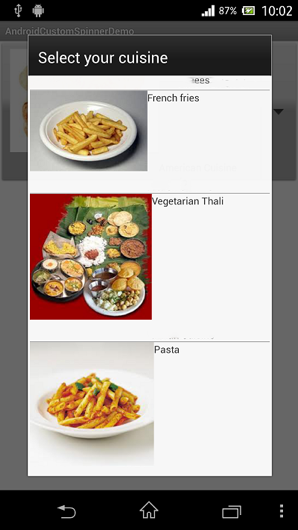 87% 10:02
AndroidCustomSpinnerDemo
Select your cuisine
French fries
Vegetarian Thali
Pasta